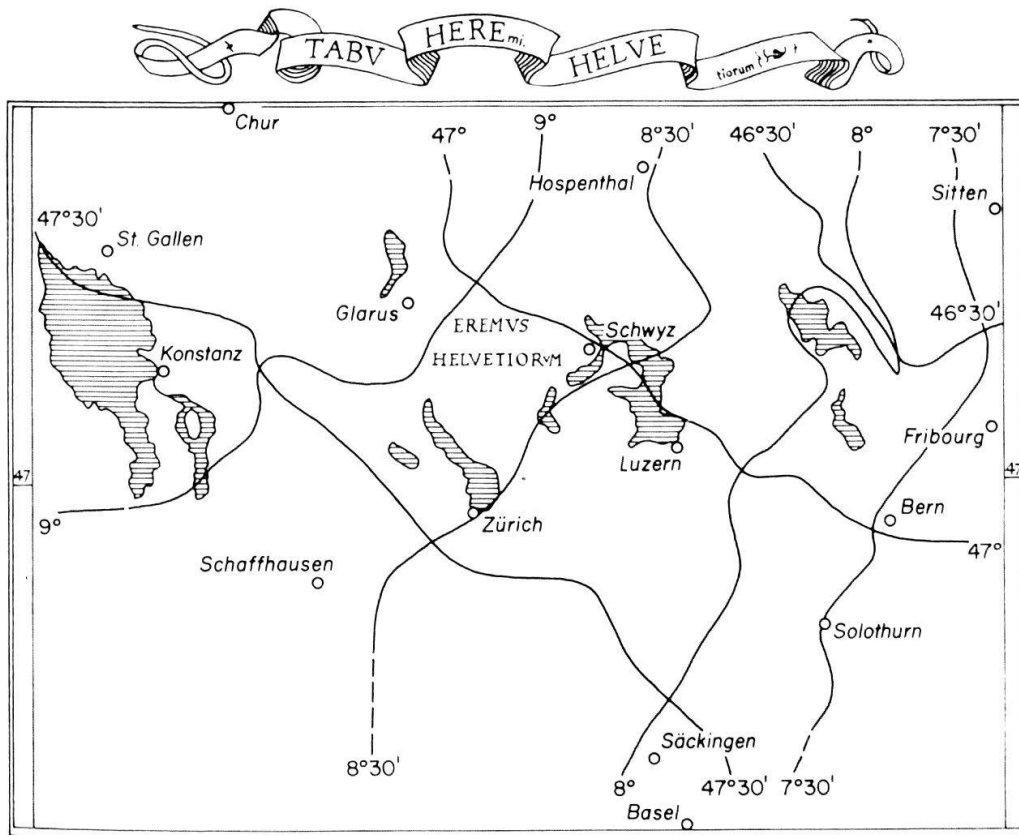 TABV HEREmi. HELVE tiorum
Chur
47° 9° 8°30' 46°30' 8° 7°30'
Hospenthal
Sitten
47°30'
St. Gallen
Glarus
EREMVS
HELVETIORVM
Schwyz
46°30'
Konstanz
Fribourg
Luzern
47
47
9°
Zürich
Bern
47°
Schaffhausen
Solothurn
8°30'
Säckingen
8° 47°30' 7°30'
Basel